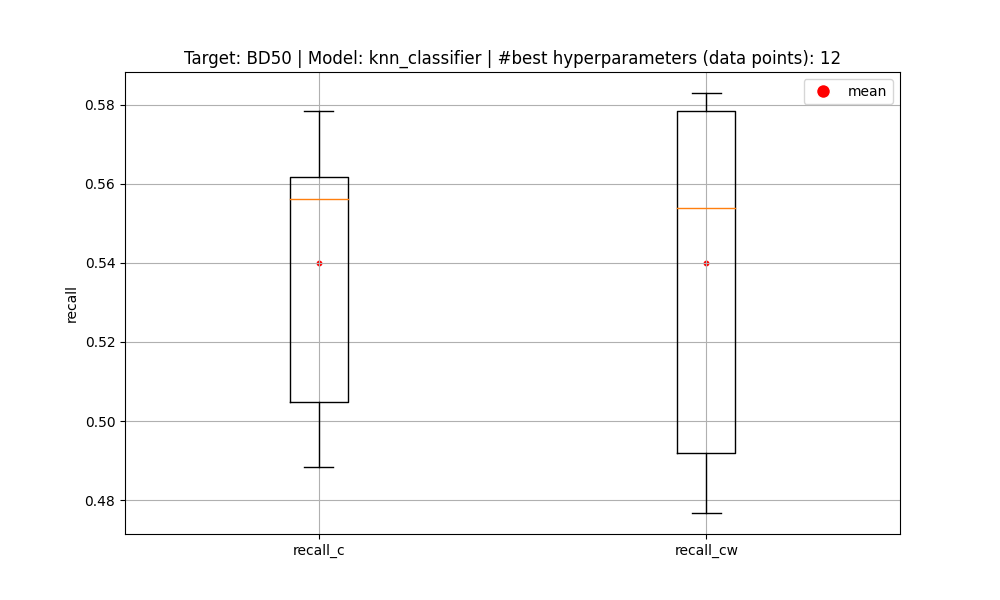 Target: BD50 | Model: knn_classifier | #best hyperparameters (data points): 12
mean
0.58
0.56
0.54
0.52
0.50
0.48
recall
recall_c
recall_cw